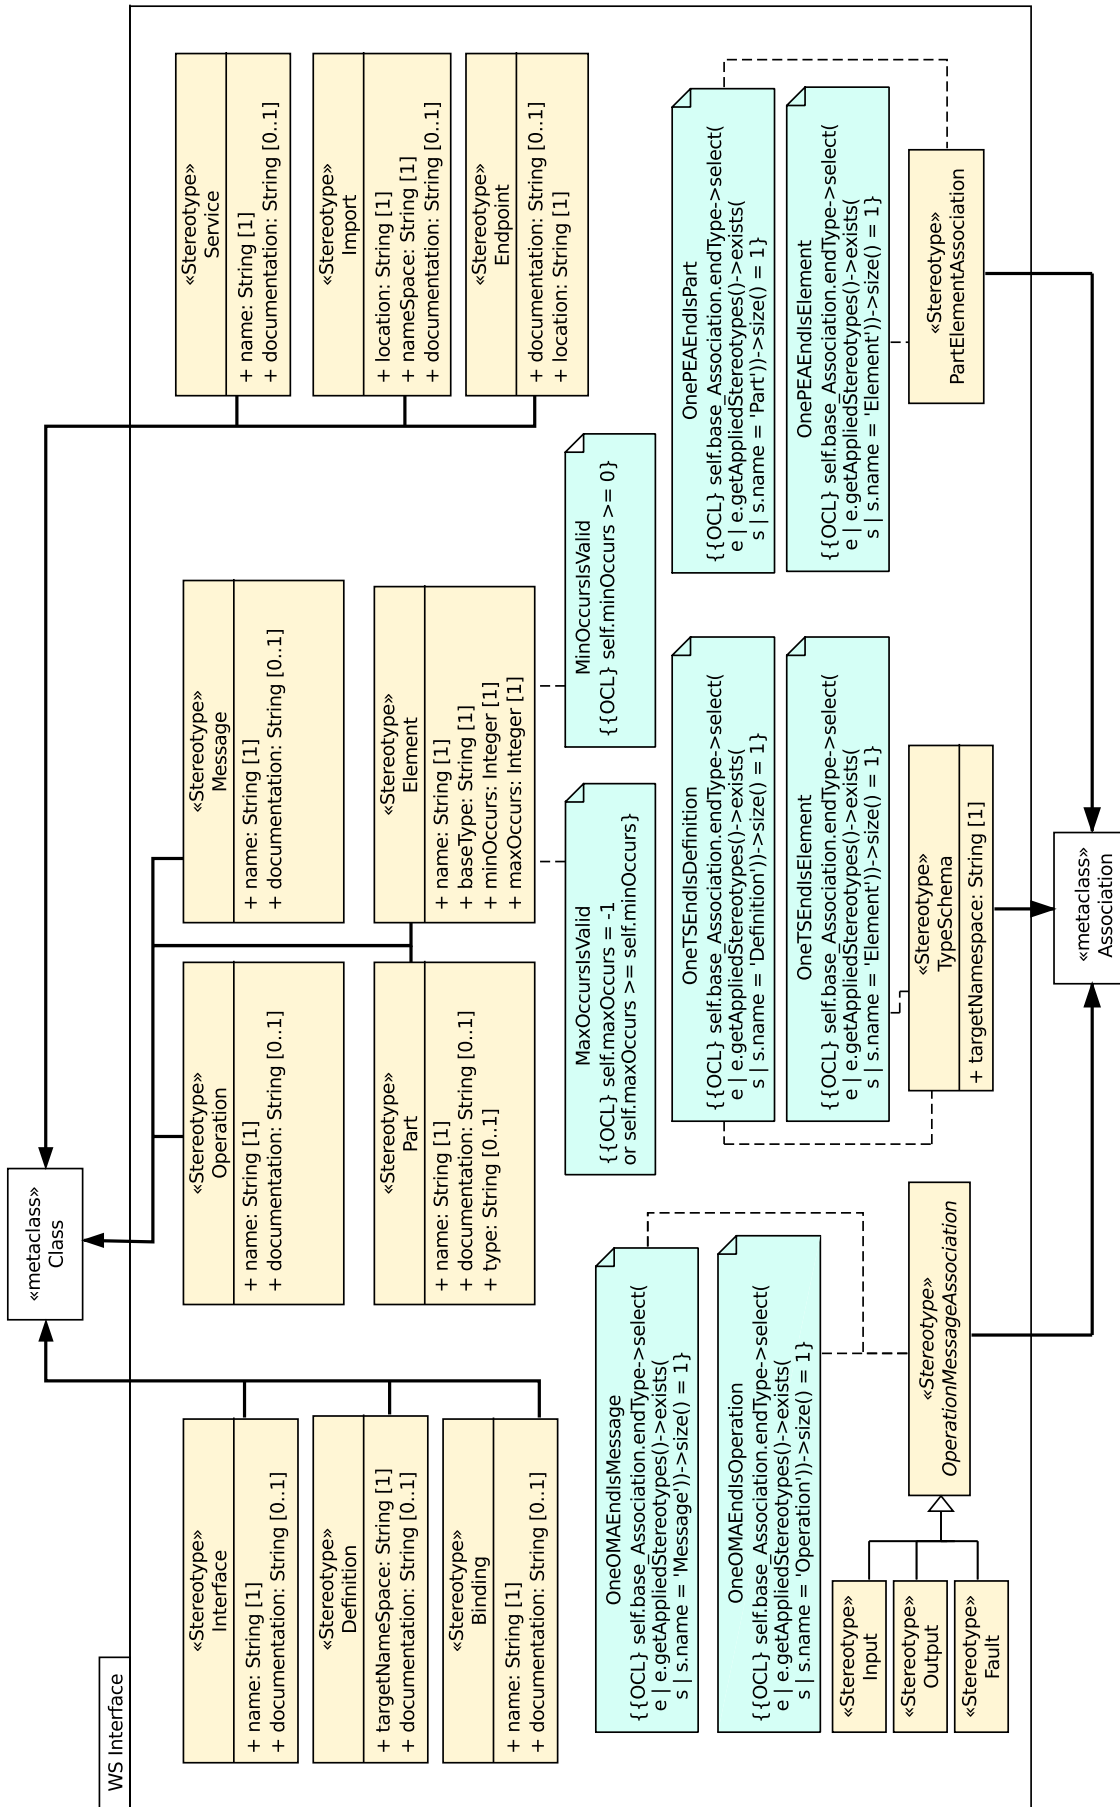 WS Interface
«metaclass»
Class
«Stereotype»
Interface
+ name: String [1]
+ documentation: String [0..1]
«Stereotype»
Operation
+ name: String [1]
+ documentation: String [0..1]
«Stereotype»
Message
+ name: String [1]
+ documentation: String [0..1]
«Stereotype»
Service
+ name: String [1]
+ documentation: String [0..1]
«Stereotype»
Definition
+ targetNameSpace: String [1]
+ documentation: String [0..1]
«Stereotype»
Part
+ name: String [1]
+ documentation: String [0..1]
+ type: String [0..1]
«Stereotype»
Element
+ name: String [1]
+ baseType: String [1]
+ minOccurs: Integer [1]
+ maxOccurs: Integer [1]
«Stereotype»
Import
+ location: String [1]
+ nameSpace: String [1]
+ documentation: String [0..1]
«Stereotype»
Binding
+ name: String [1]
+ documentation: String [0..1]
«Stereotype»
Endpoint
+ documentation: String [0..1]
+ location: String [1]
MaxOccursIsValid
{{OCL} self.maxOccurs = -1
or self.maxOccurs >= self.minOccurs}
MinOccursIsValid
{{OCL} self.minOccurs >= 0}
OneOMAEndIsMessage
{{OCL} self.base_Association.endType->select(
e | e.getAppliedStereotypes()->exists(
s | s.name = 'Message'))->size() = 1}
OneTSEndIsDefinition
{{OCL} self.base_Association.endType->select(
e | e.getAppliedStereotypes()->exists(
s | s.name = 'Definition'))->size() = 1}
OnePEAEndIsPart
{{OCL} self.base_Association.endType->select(
e | e.getAppliedStereotypes()->exists(
s | s.name = 'Part'))->size() = 1}
OneOMAEndIsOperation
{{OCL} self.base_Association.endType->select(
e | e.getAppliedStereotypes()->exists(
s | s.name = 'Operation'))->size() = 1}
OneTSEndIsElement
{{OCL} self.base_Association.endType->select(
e | e.getAppliedStereotypes()->exists(
s | s.name = 'Element'))->size() = 1}
OnePEAEndIsElement
{{OCL} self.base_Association.endType->select(
e | e.getAppliedStereotypes()->exists(
s | s.name = 'Element'))->size() = 1}
«Stereotype»
Input
«Stereotype»
Output
«Stereotype»
Fault
«Stereotype»
OperationMessageAssociation
«Stereotype»
TypeSchema
+ targetNamespace: String [1]
«Stereotype»
PartElementAssociation
«metaclass»
Association